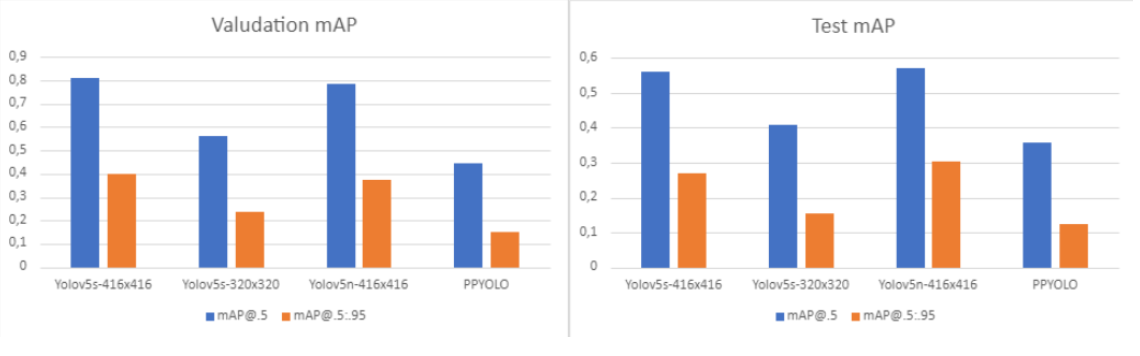 Valudation mAP
0,9
0,8
0,7
0,6
0,5
0,4
0,3
0,2
0,1
0
Yolov5s-416x416 Yolov5s-320x320 Yolov5n-416x416 PPYOLO
mAP@.5 mAP@.5:.95
Test mAP
0,6
0,5
0,4
0,3
0,2
0,1
0
Yolov5s-416x416 Yolov5s-320x320 Yolov5n-416x416 PPYOLO
mAP@.5 mAP@.5:.95